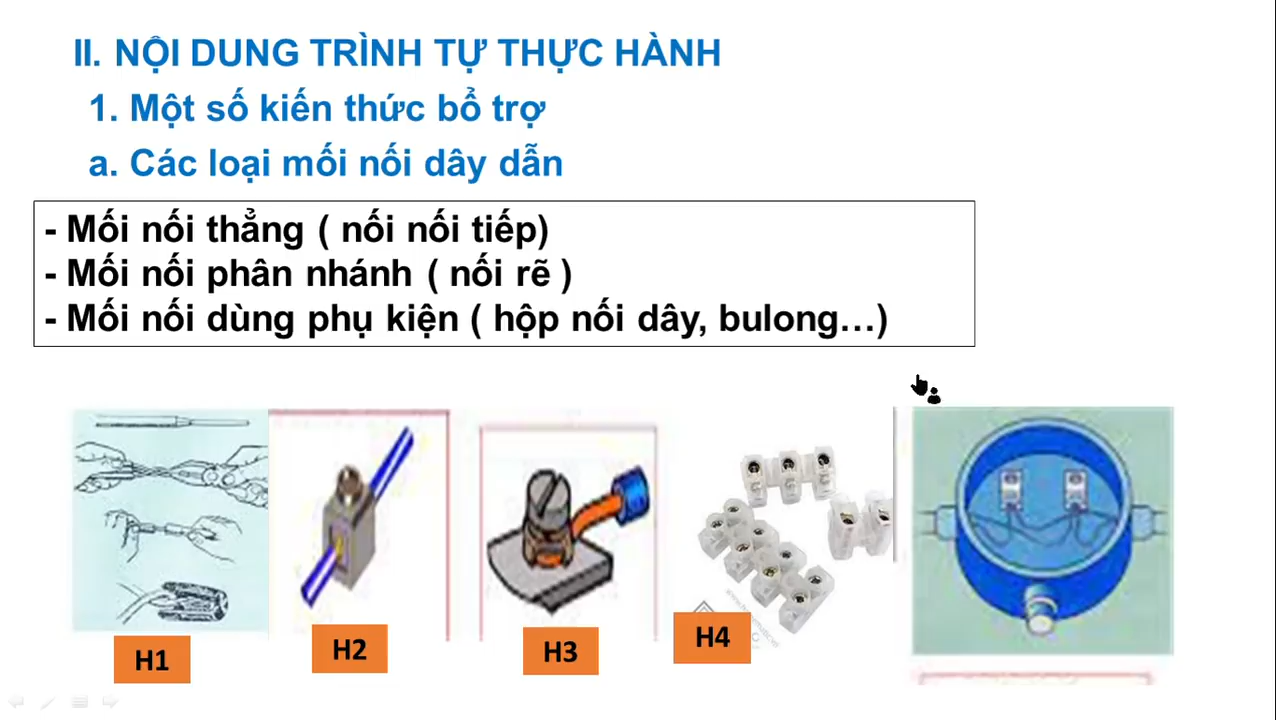 II. NỘI DUNG TRÌNH TỰ THỰC HÀNH
1. Một số kiến thức bổ trợ
a. Các loại mối nối dây dẫn
- Mối nối thẳng ( nối nối tiếp)
- Mối nối phân nhánh ( nối rẽ )
- Mối nối dùng phụ kiện ( hộp nối dây, bulong...)
H1
H2
H3
H4